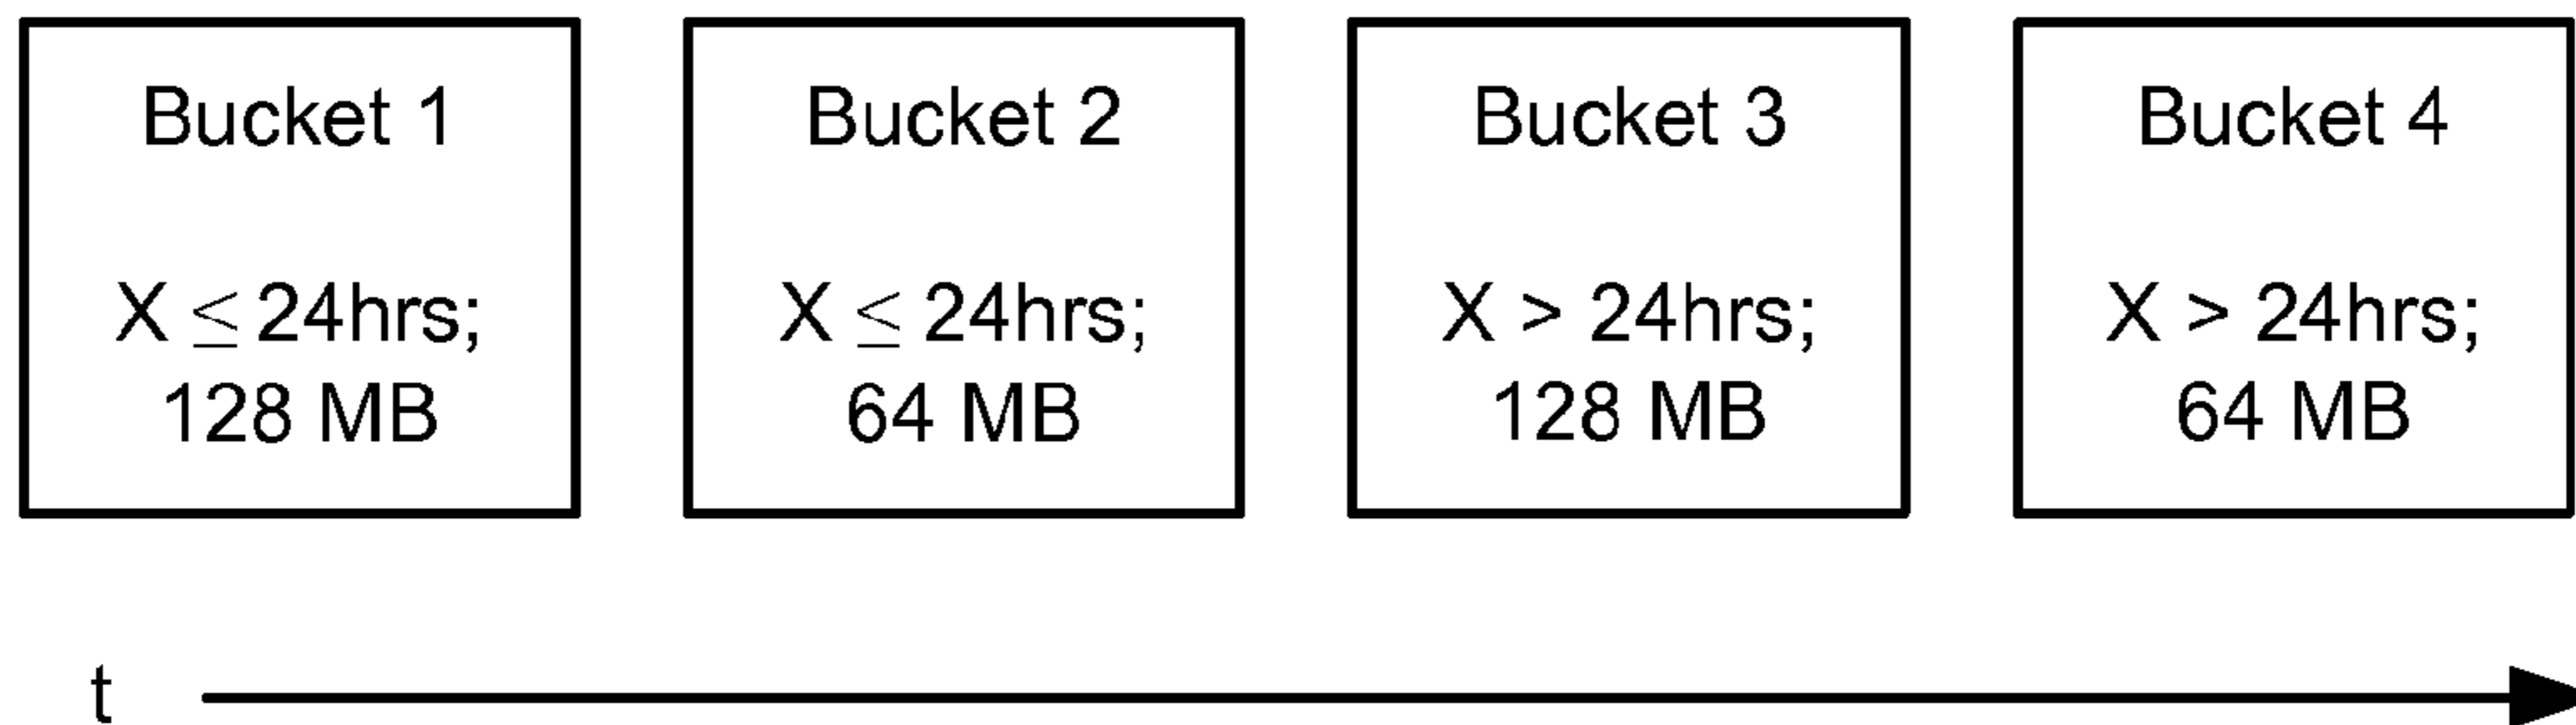 Bucket 1
X ≤ 24hrs;
128 MB
Bucket 2
X ≤ 24hrs;
64 MB
Bucket 3
X > 24hrs;
128 MB
Bucket 4
X > 24hrs;
64 MB
t